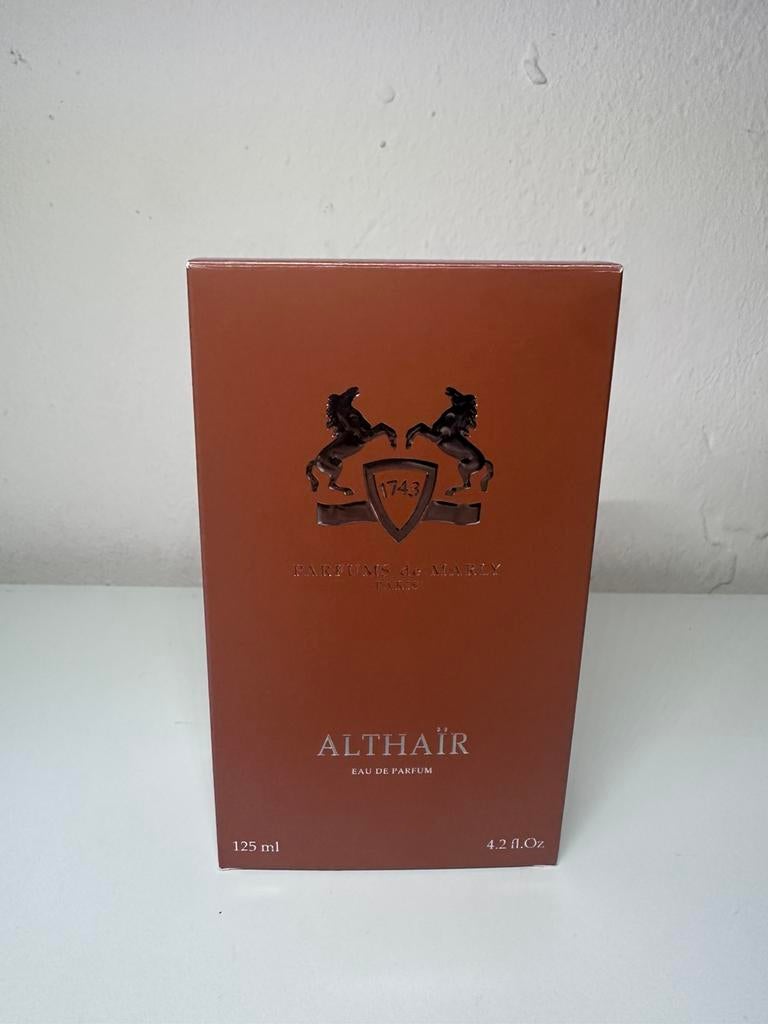 1743
PARFUMS de MARLY
PARIS
ALTHAÏR
EAU DE PARFUM
125 ml
4.2 fl.Oz